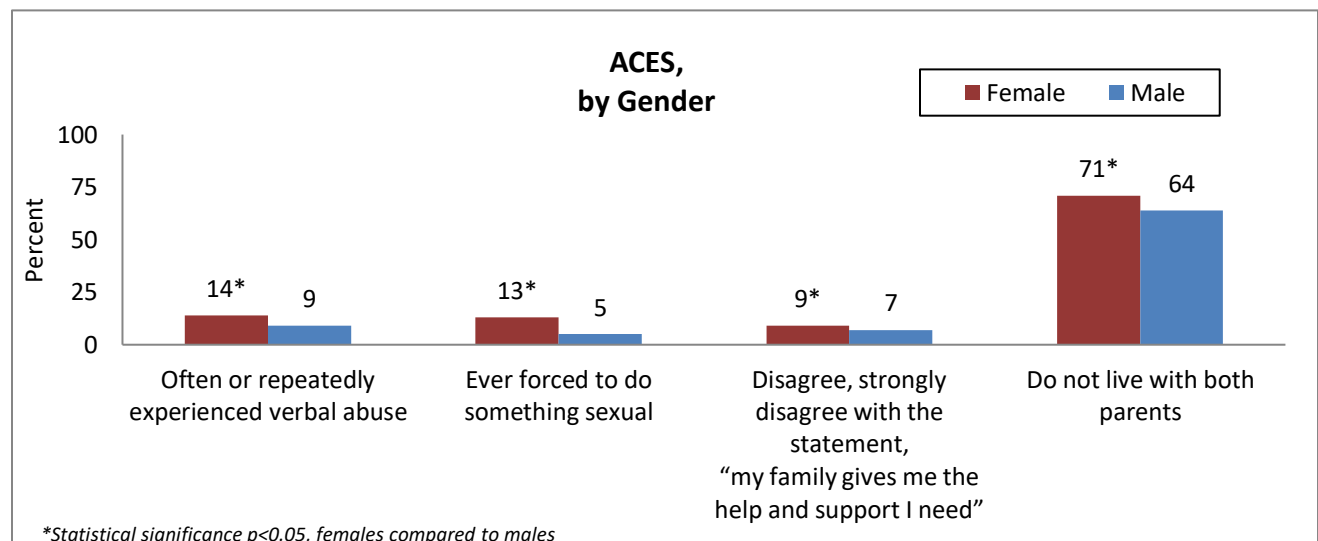 ACES,
by Gender
Female Male
100
75
50
25
0
Percent
14* 9 13* 5 9* 7 71* 64
Often or repeatedly
experienced verbal abuse
Ever forced to do
something sexual
Disagree, strongly
disagree with the
statement,
“my family gives me the
help and support I need”
Do not live with both
parents
*Statistical significance p<0.05, females compared to males